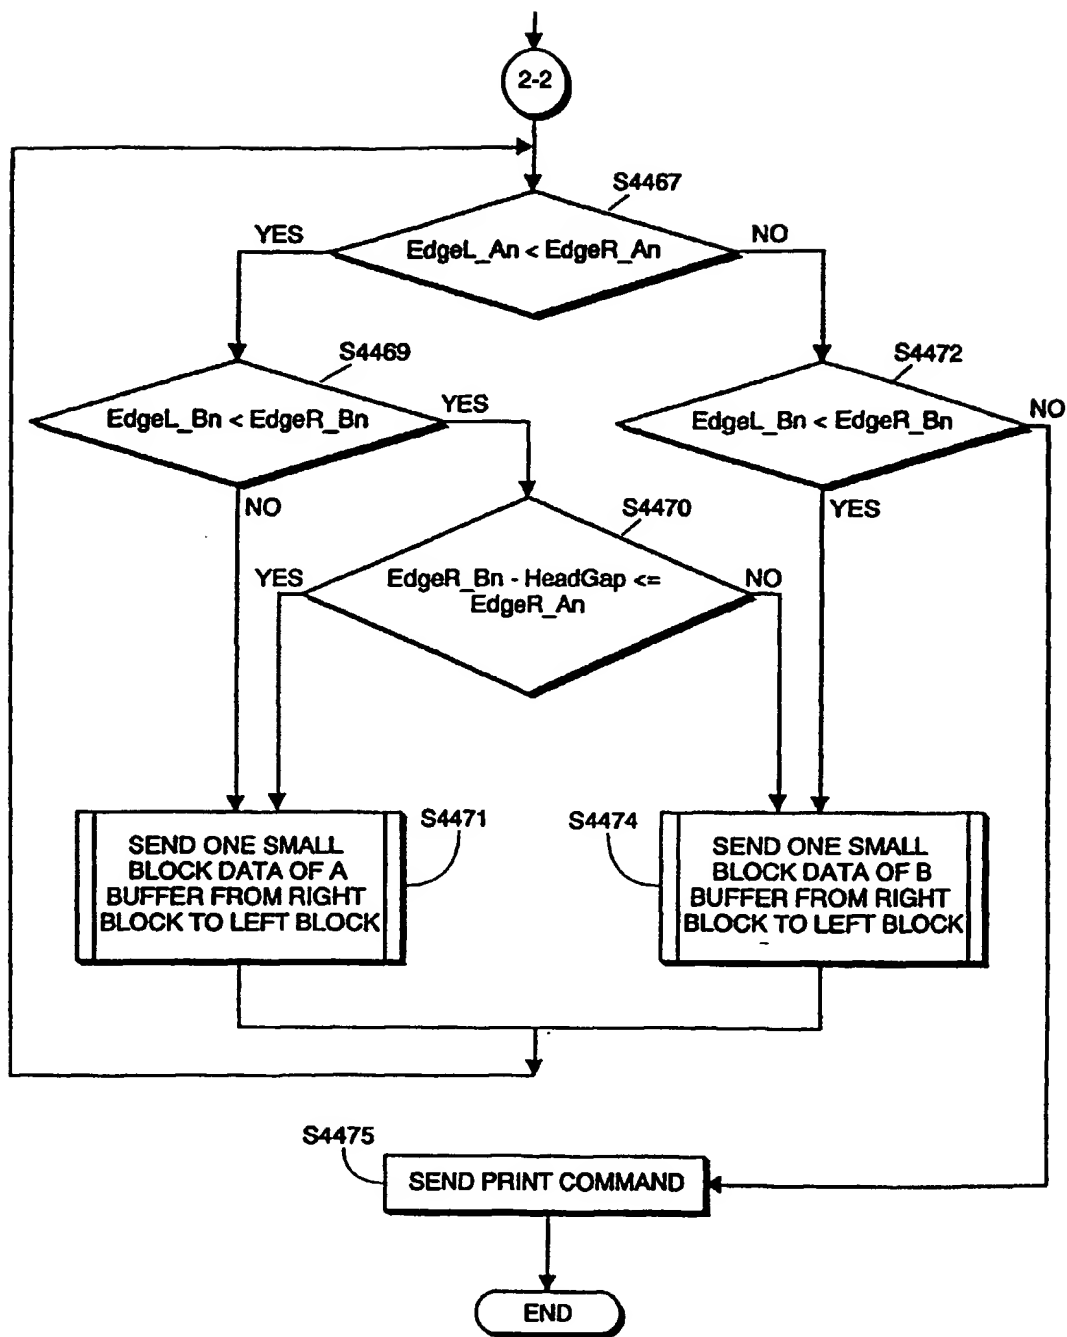 2-2
S4467
YES
NO
EdgeL_An < EdgeR_An
S4469
S4472
EdgeL_Bn < EdgeR_Bn
YES
EdgeL_Bn < EdgeR_Bn
NO
NO
YES
S4470
YES
EdgeR_Bn - HeadGap <=
EdgeR_An
NO
S4471
S4474
SEND ONE SMALL
BLOCK DATA OF A
BUFFER FROM RIGHT
BLOCK TO LEFT BLOCK
SEND ONE SMALL
BLOCK DATA OF B
BUFFER FROM RIGHT
BLOCK TO LEFT BLOCK
S4475
SEND PRINT COMMAND
END